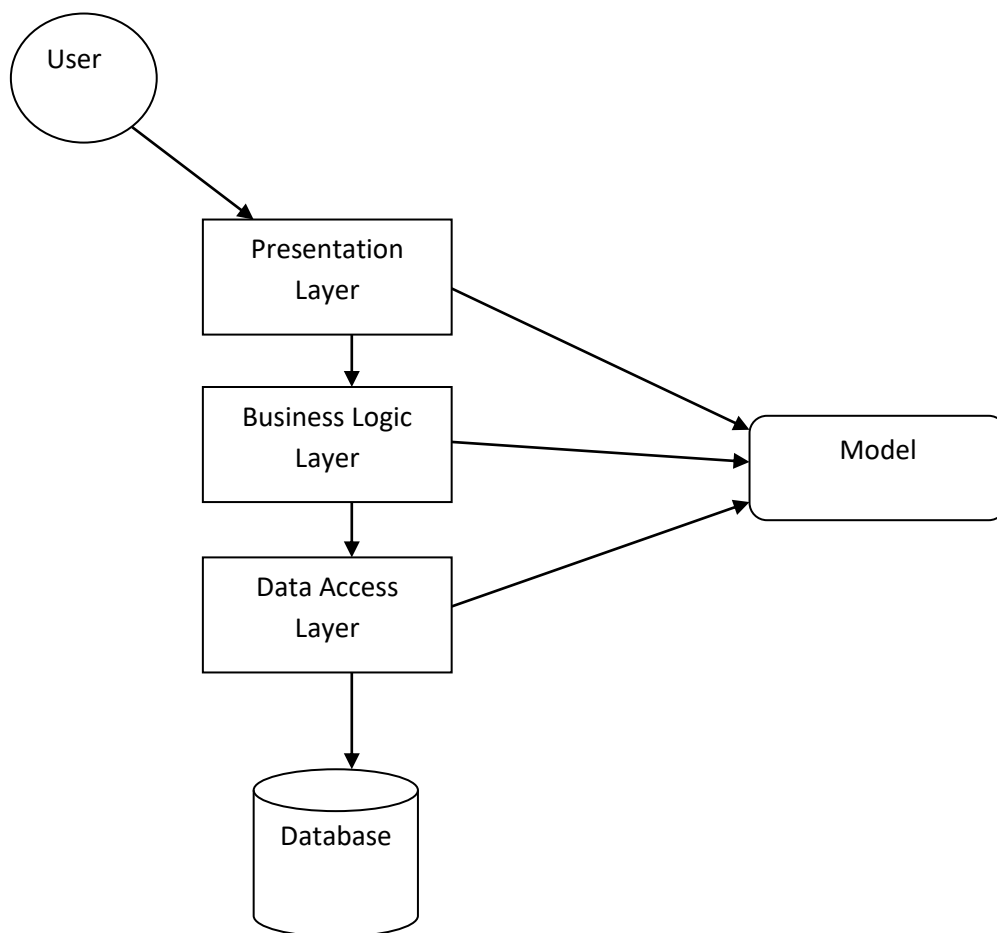 User
Presentation
Layer
Business Logic
Layer
Model
Data Access
Layer
Database